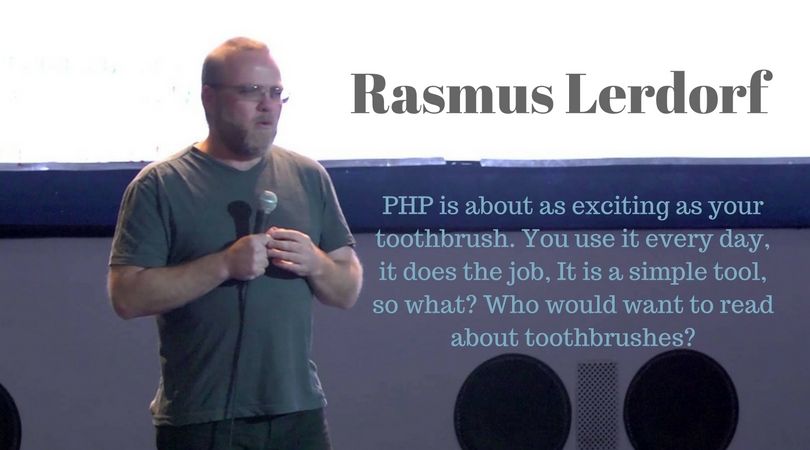 Rasmus Lerdorf
PHP is about as exciting as your
toothbrush. You use it every day,
it does the job, It is a simple tool,
so what? Who would want to read
about toothbrushes?